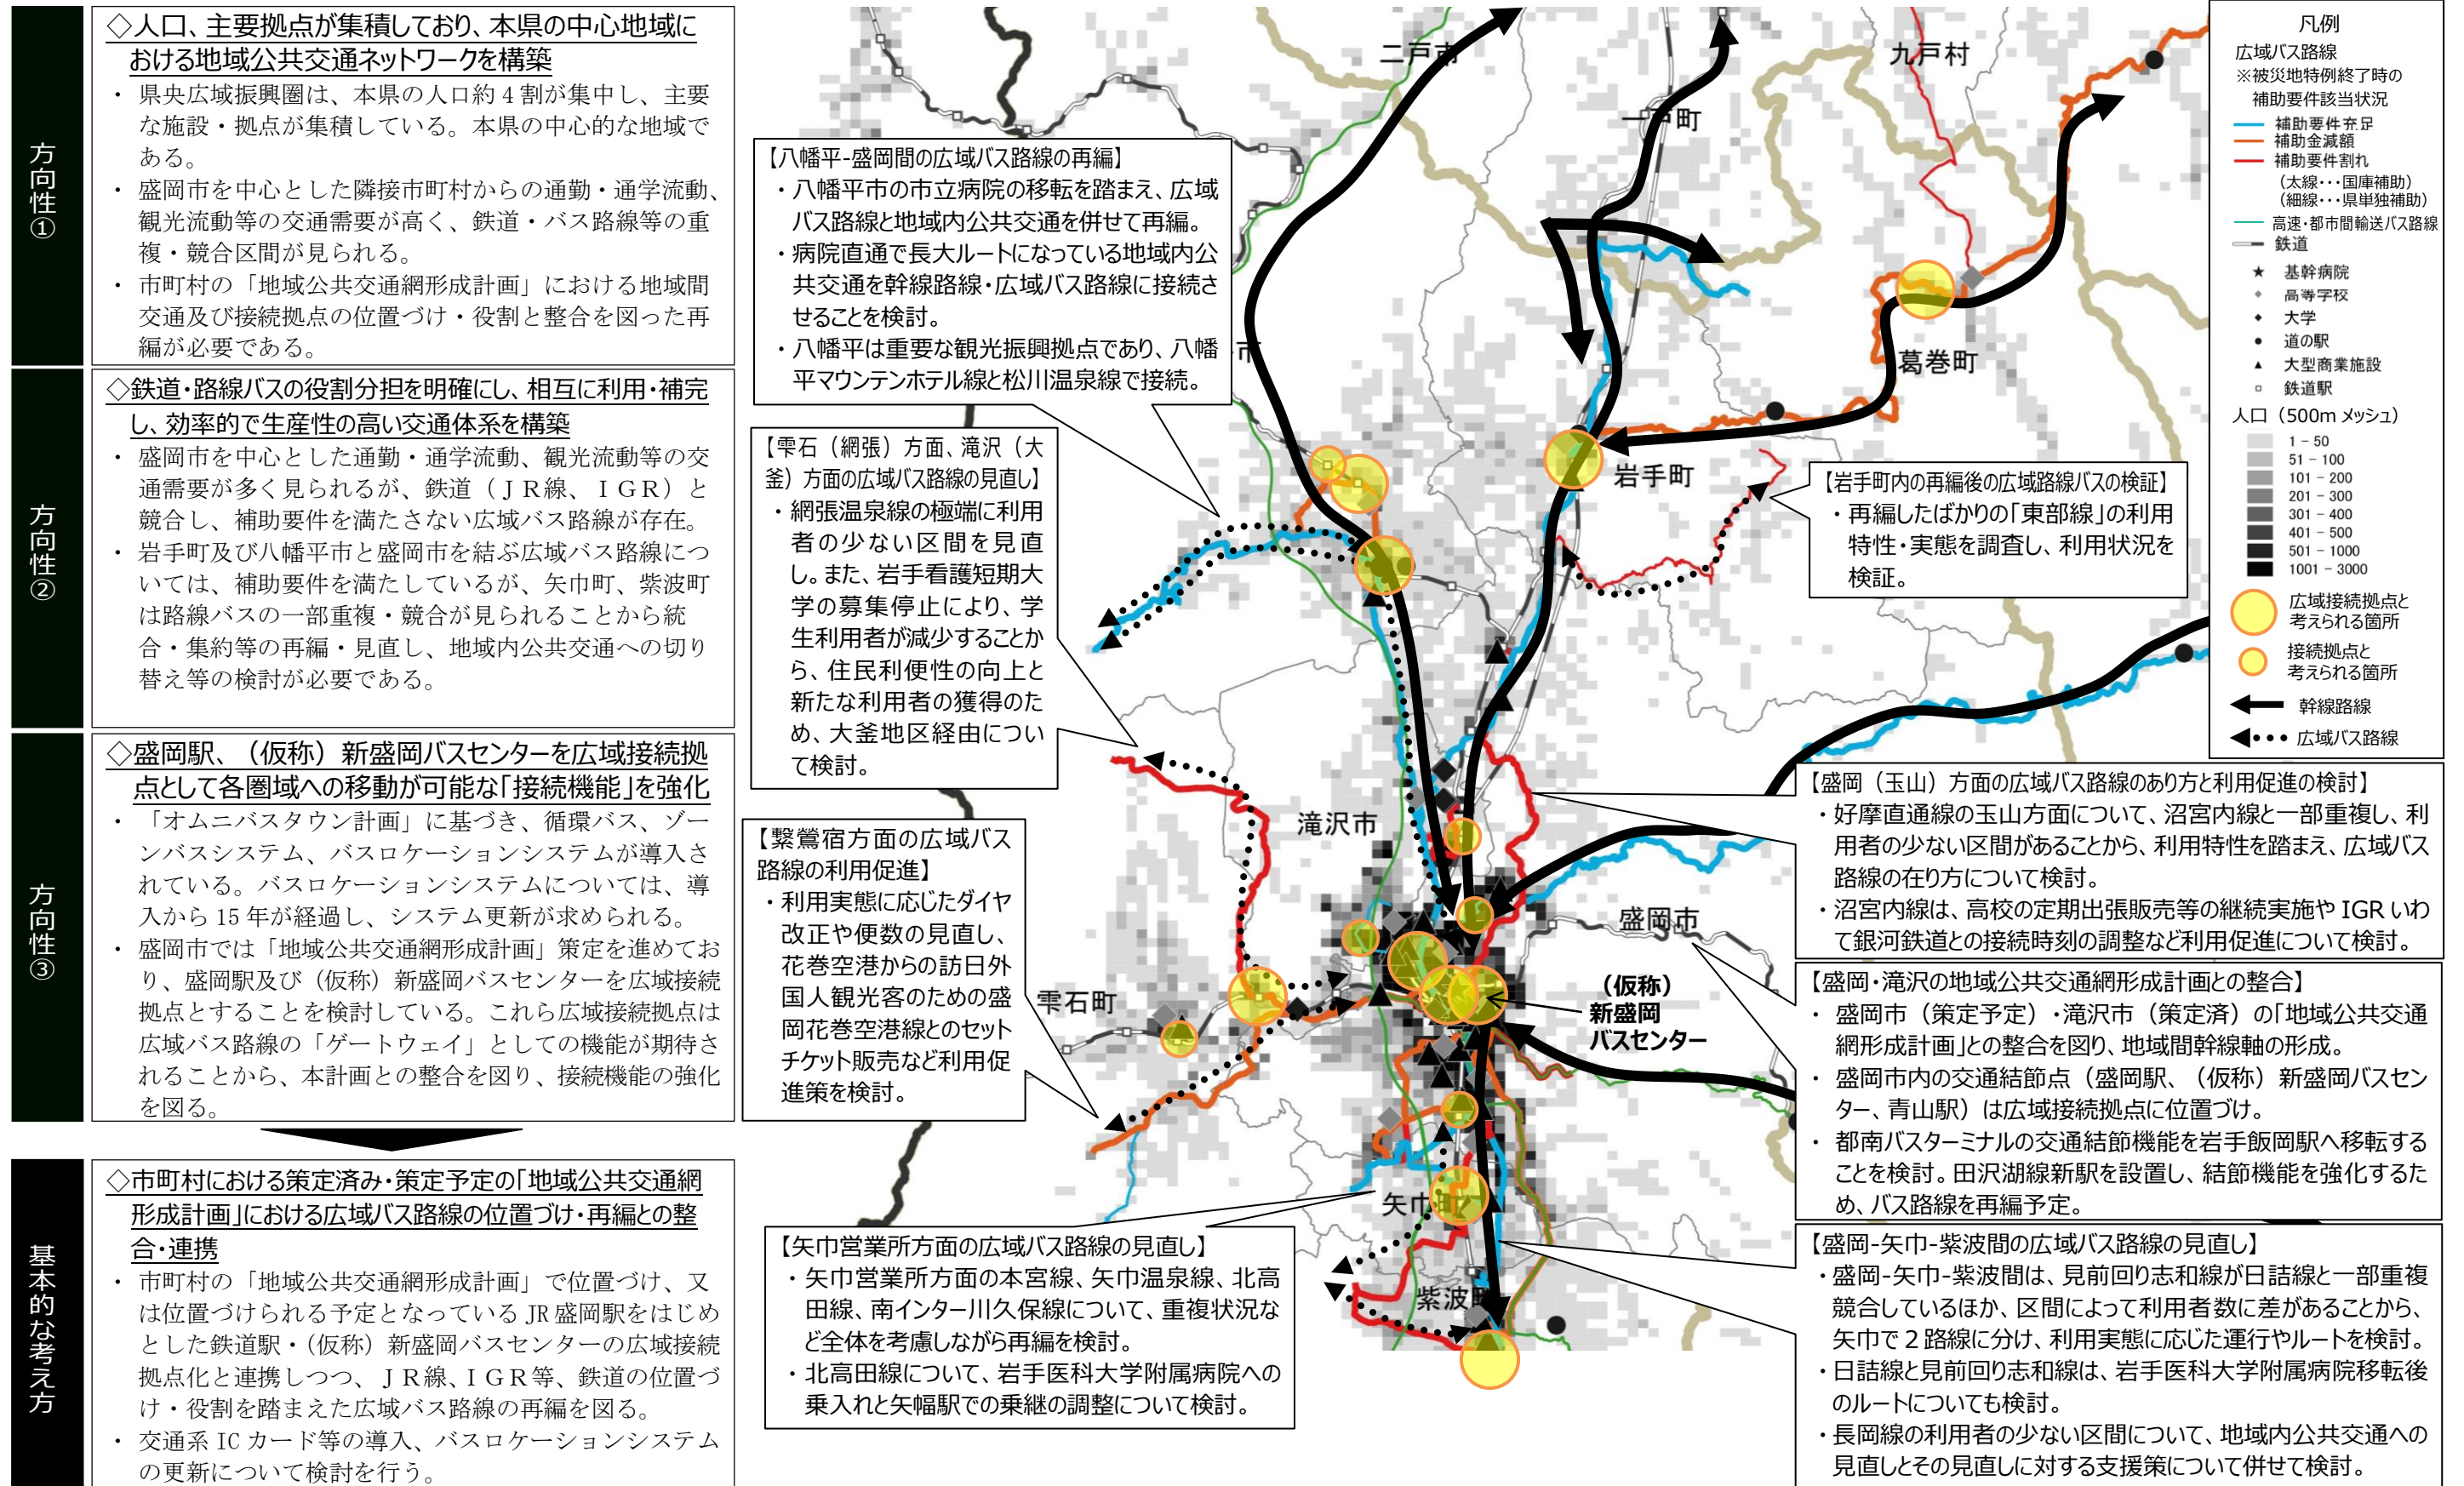 方向性①
◇人口、主要拠点が集積しており、本県の中心地域に
おける地域公共交通ネットワークを構築
・ 県央広域振興圏は、本県の人口約４割が集中し、主要
な施設・拠点が集積している。本県の中心的な地域で
ある。
・ 盛岡市を中心とした隣接市町村からの通勤・通学流動、
観光流動等の交通需要が高く、鉄道・バス路線等の重
複・競合区間が見られる。
・ 市町村の「地域公共交通網形成計画」における地域間
交通及び接続拠点の位置づけ・役割と整合を図った再
編が必要である。
方向性②
◇鉄道・路線バスの役割分担を明確にし、相互に利用・補完
し、効率的で生産性の高い交通体系を構築
・ 盛岡市を中心とした通勤・通学流動、観光流動等の交
通需要が多く見られるが、鉄道（ＪＲ線、ＩＧＲ）と
競合し、補助要件を満たさない広域バス路線が存在。
・ 岩手町及び八幡平市と盛岡市を結ぶ広域バス路線につ
いては、補助要件を満たしているが、矢巾町、紫波町
は路線バスの一部重複・競合が見られることから統
合・集約等の再編・見直し、地域内公共交通への切り
替え等の検討が必要である。
方向性③
◇盛岡駅、（仮称）新盛岡バスセンターを広域接続拠
点として各圏域への移動が可能な「接続機能」を強化
・ 「オムニバスタウン計画」に基づき、循環バス、ゾー
ンバスシステム、バスロケーションシステムが導入さ
れている。バスロケーションシステムについては、導
入から 15 年が経過し、システム更新が求められる。
・ 盛岡市では「地域公共交通網形成計画」策定を進めてお
り、盛岡駅及び（仮称）新盛岡バスセンターを広域接続
拠点とすることを検討している。これら広域接続拠点は
広域バス路線の「ゲートウェイ」としての機能が期待さ
れることから、本計画との整合を図り、接続機能の強化
を図る。
基本的な考え方
◇市町村における策定済み・策定予定の「地域公共交通網
形成計画」における広域バス路線の位置づけ・再編との整
合・連携
・ 市町村の「地域公共交通網形成計画」で位置づけ、又
は位置づけられる予定となっている JR 盛岡駅をはじめ
とした鉄道駅・（仮称）新盛岡バスセンターの広域接続
拠点化と連携しつつ、ＪＲ線、ＩＧＲ等、鉄道の位置づ
け・役割を踏まえた広域バス路線の再編を図る。
・ 交通系 IC カード等の導入、バスロケーションシステム
の更新について検討を行う。
【八幡平-盛岡間の広域バス路線の再編】
・八幡平市の市立病院の移転を踏まえ、広域
バス路線と地域内公共交通を併せて再編。
・病院直通で長大ルートになっている地域内公
共交通を幹線路線・広域バス路線に接続さ
せることを検討。
・八幡平は重要な観光振興拠点であり、八幡
平マウンテンホテル線と松川温泉線で接続。
【雫石（網張）方面、滝沢（大
釜）方面の広域バス路線の見直し】
・網張温泉線の極端に利用
者の少ない区間を見直
し。また、岩手看護短期大
学の募集停止により、学
生利用者が減少することか
ら、住民利便性の向上と
新たな利用者の獲得のた
め、大釜地区経由につい
て検討。
【繋鶯宿方面の広域バス
路線の利用促進】
・利用実態に応じたダイヤ
改正や便数の見直し、
花巻空港からの訪日外
国人観光客のための盛
岡花巻空港線とのセット
チケット販売など利用促
進策を検討。
【矢巾営業所方面の広域バス路線の見直し】
・矢巾営業所方面の本宮線、矢巾温泉線、北高
田線、南インター川久保線について、重複状況な
ど全体を考慮しながら再編を検討。
・北高田線について、岩手医科大学附属病院への
乗入れと矢幅駅での乗継の調整について検討。
二戸市
一戸町
九戸村
葛巻町
市
岩手町
滝沢市
盛岡市
雫石町
矢巾町
紫波町
（仮称）
新盛岡
バスセンター
【岩手町内の再編後の広域路線バスの検証】
・再編したばかりの「東部線」の利用
特性・実態を調査し、利用状況を
検証。
【盛岡（玉山）方面の広域バス路線のあり方と利用促進の検討】
・好摩直通線の玉山方面について、沼宮内線と一部重複し、利
用者の少ない区間があることから、利用特性を踏まえ、広域バス
路線の在り方について検討。
・沼宮内線は、高校の定期出張販売等の継続実施や IGR いわ
て銀河鉄道との接続時刻の調整など利用促進について検討。
【盛岡・滝沢の地域公共交通網形成計画との整合】
・ 盛岡市（策定予定）・滝沢市（策定済）の「地域公共交通
網形成計画」との整合を図り、地域間幹線軸の形成。
・ 盛岡市内の交通結節点（盛岡駅、（仮称）新盛岡バスセン
ター、青山駅）は広域接続拠点に位置づけ。
・ 都南バスターミナルの交通結節機能を岩手飯岡駅へ移転する
ことを検討。田沢湖線新駅を設置し、結節機能を強化するた
め、バス路線を再編予定。
【盛岡-矢巾-紫波間の広域バス路線の見直し】
・盛岡-矢巾-紫波間は、見前回り志和線が日詰線と一部重複
競合しているほか、区間によって利用者数に差があることから、
矢巾で２路線に分け、利用実態に応じた運行やルートを検討。
・日詰線と見前回り志和線は、岩手医科大学附属病院移転後
のルートについても検討。
・長岡線の利用者の少ない区間について、地域内公共交通への
見直しとその見直しに対する支援策について併せて検討。
凡例
広域バス路線
※被災地特例終了時の
補助要件該当状況
補助要件充足
補助金減額
補助要件割れ
（太線・・・国庫補助）
（細線・・・県単独補助）
高速・都市間輸送バス路線
鉄道
基幹病院
高等学校
大学
道の駅
大型商業施設
鉄道駅
人口（500m メッシュ）
1 - 50
51 - 100
101 - 200
201 - 300
301 - 400
401 - 500
501 - 1000
1001 - 3000
広域接続拠点と
考えられる箇所
接続拠点と
考えられる箇所
幹線路線
広域バス路線